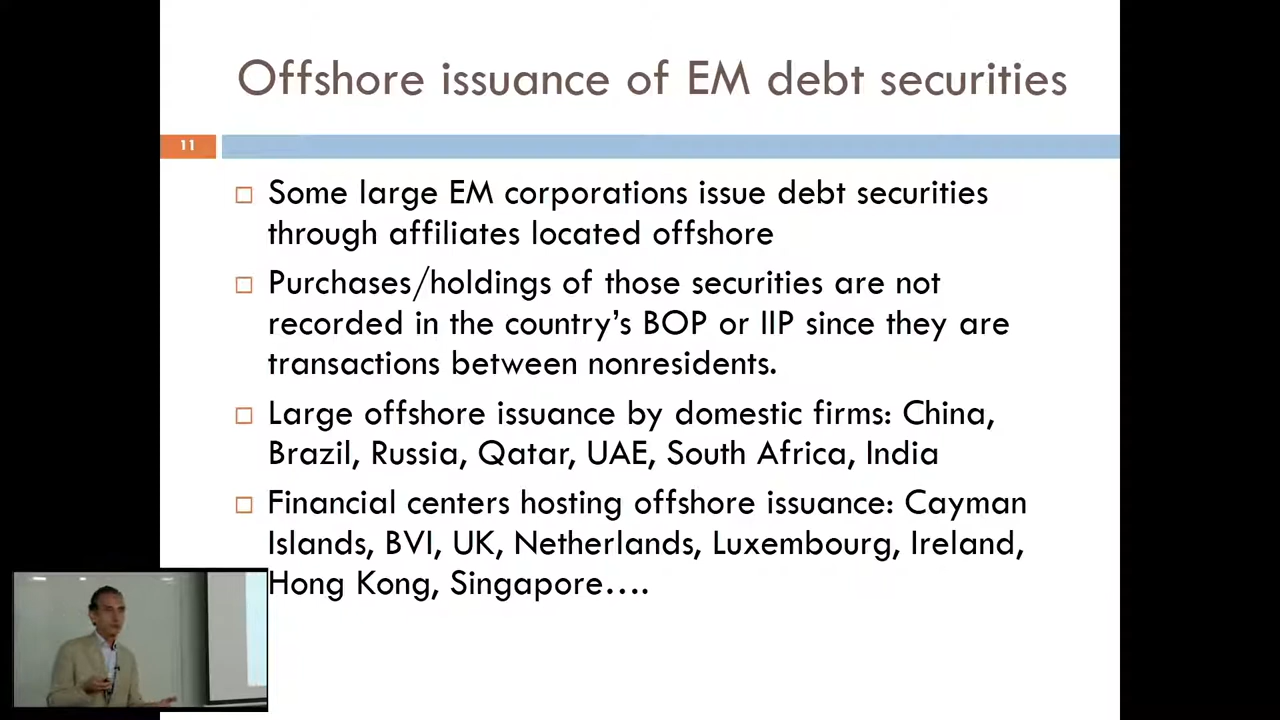 Offshore issuance of EM debt securities
11
Some large EM corporations issue debt securities
through affiliates located offshore
Purchases/holdings of those securities are not
recorded in the country's BOP or IIP since they are
transactions between nonresidents.
Large offshore issuance by domestic firms: China,
Brazil, Russia, Qatar, UAE, South Africa, India
Financial centers hosting offshore issuance: Cayman
Islands, BVI, UK, Netherlands, Luxembourg, Ireland,
Hong Kong, Singapore....